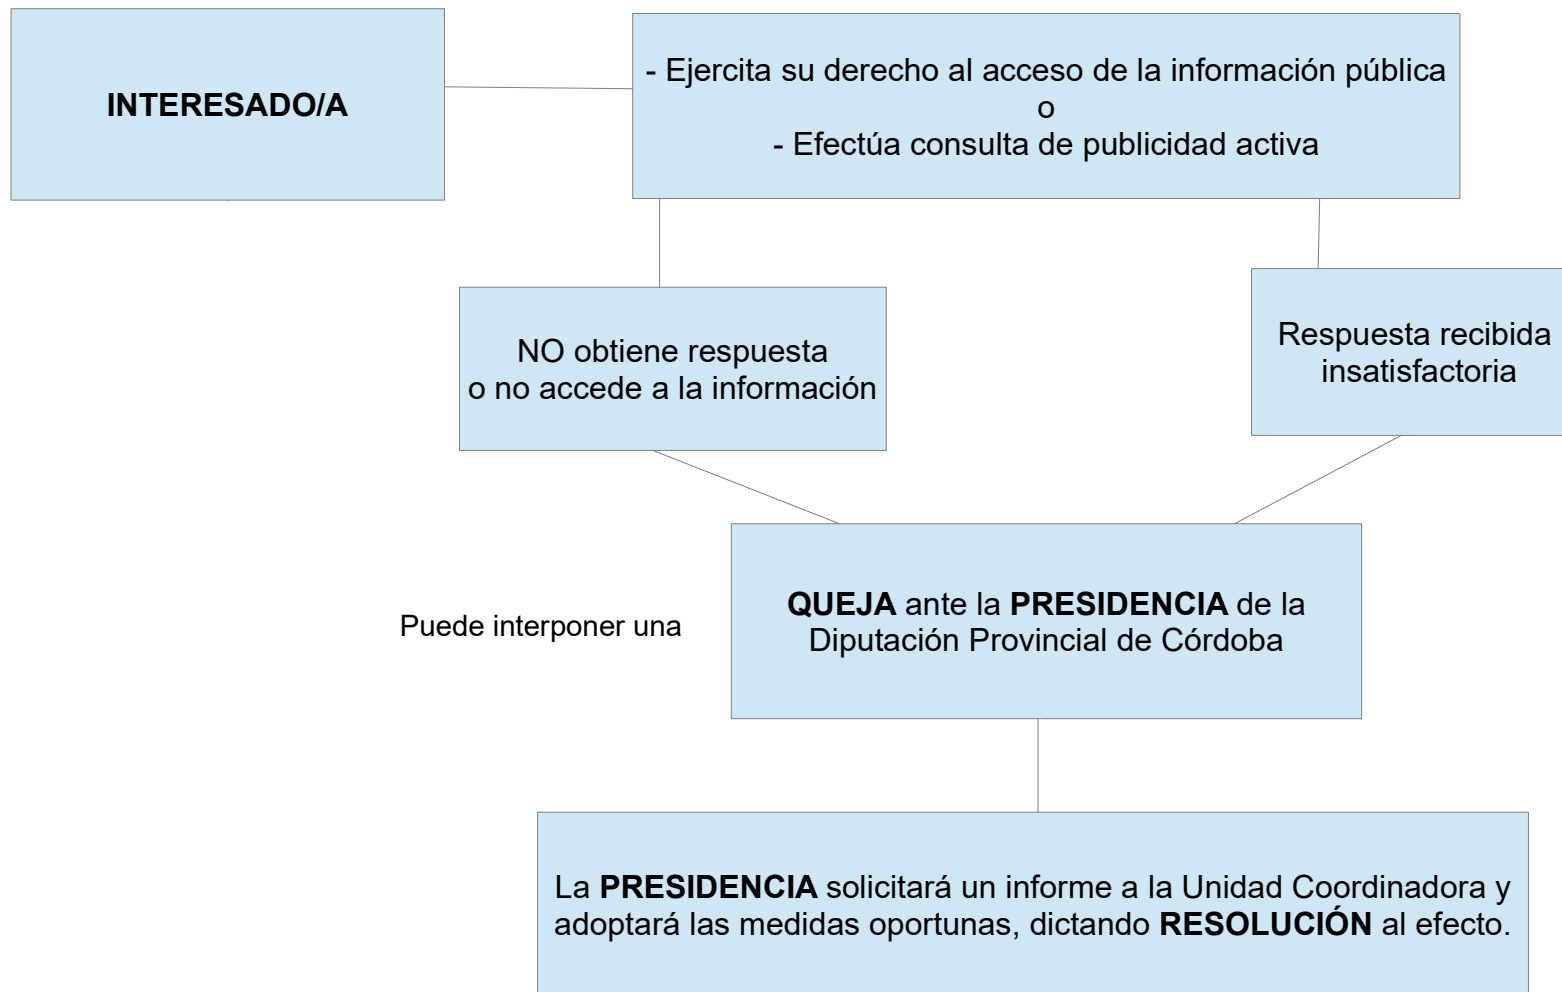 INTERESADO/A
- Ejercita su derecho al acceso de la información pública
o
- Efectúa consulta de publicidad activa
NO obtiene respuesta
o no accede a la información
Respuesta recibida
insatisfactoria
Puede interponer una
QUEJA ante la PRESIDENCIA de la
Diputación Provincial de Córdoba
La PRESIDENCIA solicitará un informe a la Unidad Coordinadora y
adoptará las medidas oportunas, dictando RESOLUCIÓN al efecto.